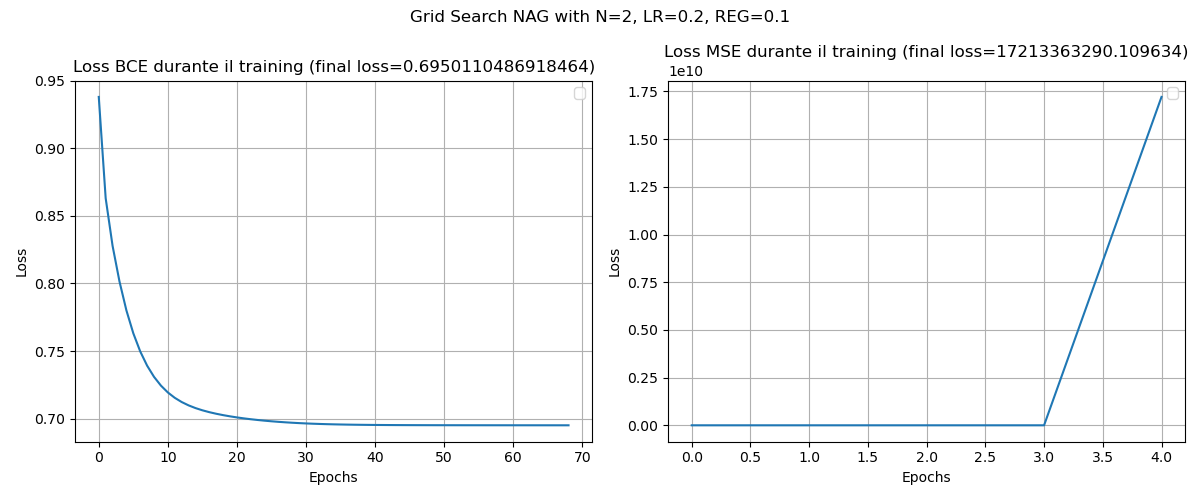 Grid Search NAG with N=2, LR=0.2, REG=0.1
Loss BCE durante il training (final loss=0.6950110486918464)
0.95
0.90
0.85
0.80
0.75
0.70
Loss
0 10 20 30 40 50 60 70
Epochs
Loss MSE durante il training (final loss=17213363290.109634)
1e10
1.75
1.50
1.25
1.00
0.75
0.50
0.25
0.00
Loss
0.0 0.5 1.0 1.5 2.0 2.5 3.0 3.5 4.0
Epochs